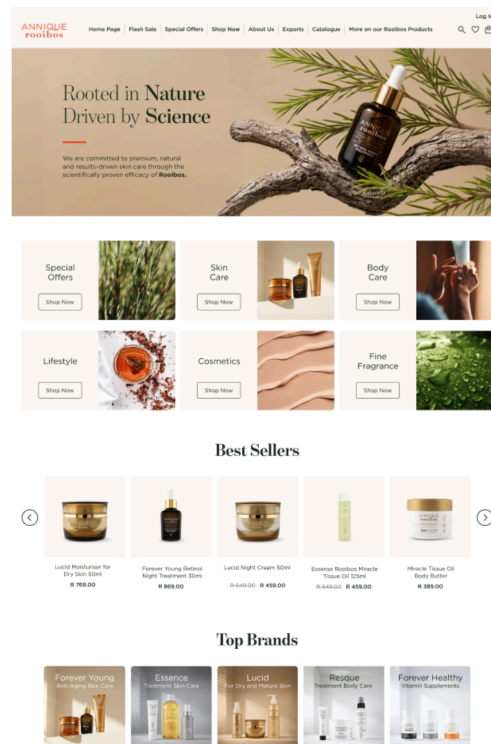 Log In
ANNIQUE
rooibos
Home Page
Flash Sale
Special Offers
Shop Now
About Us
Exports
Catalogue
More on our Rooibos Products
Rooted in Nature
Driven by Science
We are committed to premium, natural
and results-driven skin care through the
scientifically proven efficacy of Rooibos.
ANNIQUE
rooibos
Special
Offers
Shop Now
Skin
Care
Shop Now
Body
Care
Shop Now
Lifestyle
Shop Now
Cosmetics
Shop Now
Fine
Fragrance
Shop Now
Best Sellers
ANNIQUE
rooibos
Lucid Moisturiser for
Dry Skin 50ml
R 769.00
Forever Young Retinol
Night Treatment 30ml
R 869.00
Lucid Night Cream 50ml
R 649.00 R 459.00
Essense Rooibos Miracle
Tissue Oil 125ml
R 649.00 R 459.00
Miracle Tissue Oil
Body Butter
R 389.00
Top Brands
Forever Young
Anti-Aging Skin Care
Essence
Treatment Skin Care
Lucid
For Dry and Mature Skin
Resque
Treatment Body Care
Forever Healthy
Vitamin Supplements